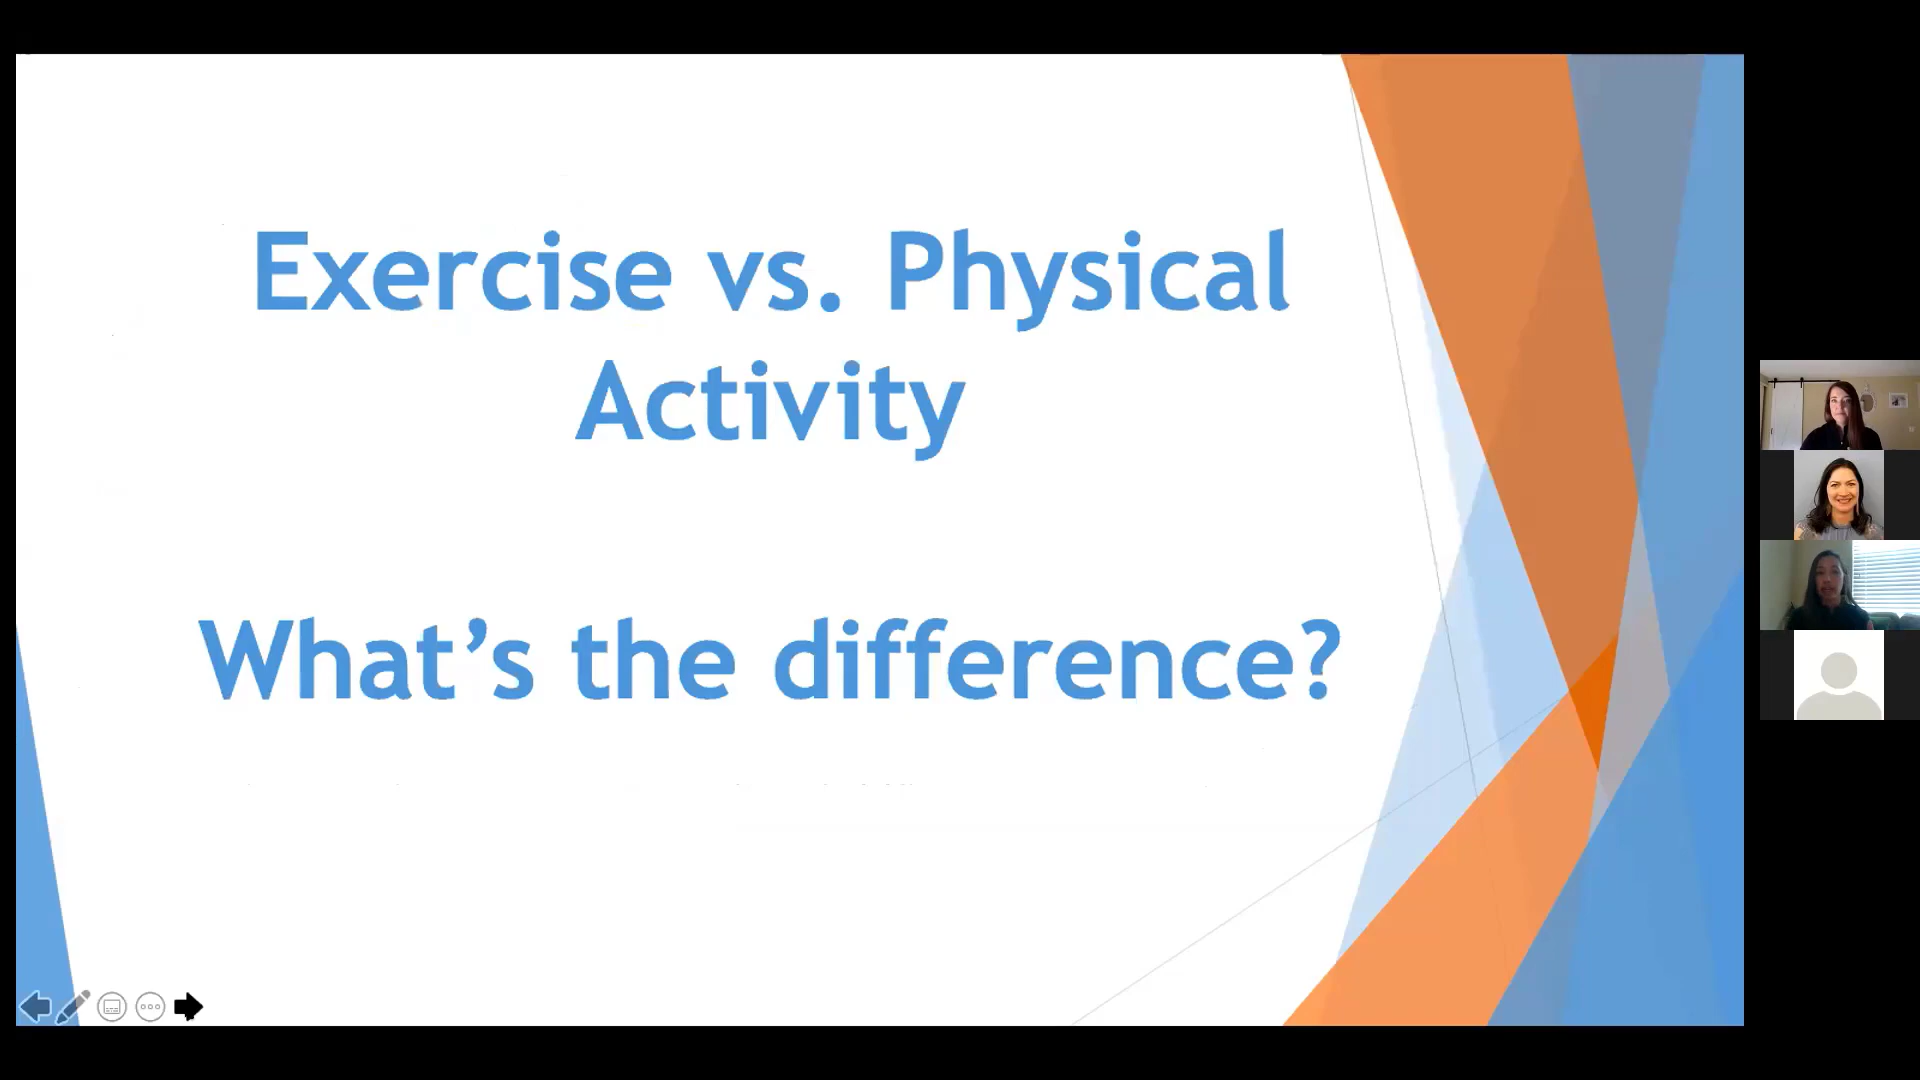 Exercise vs. Physical
Activity
What’s the difference?